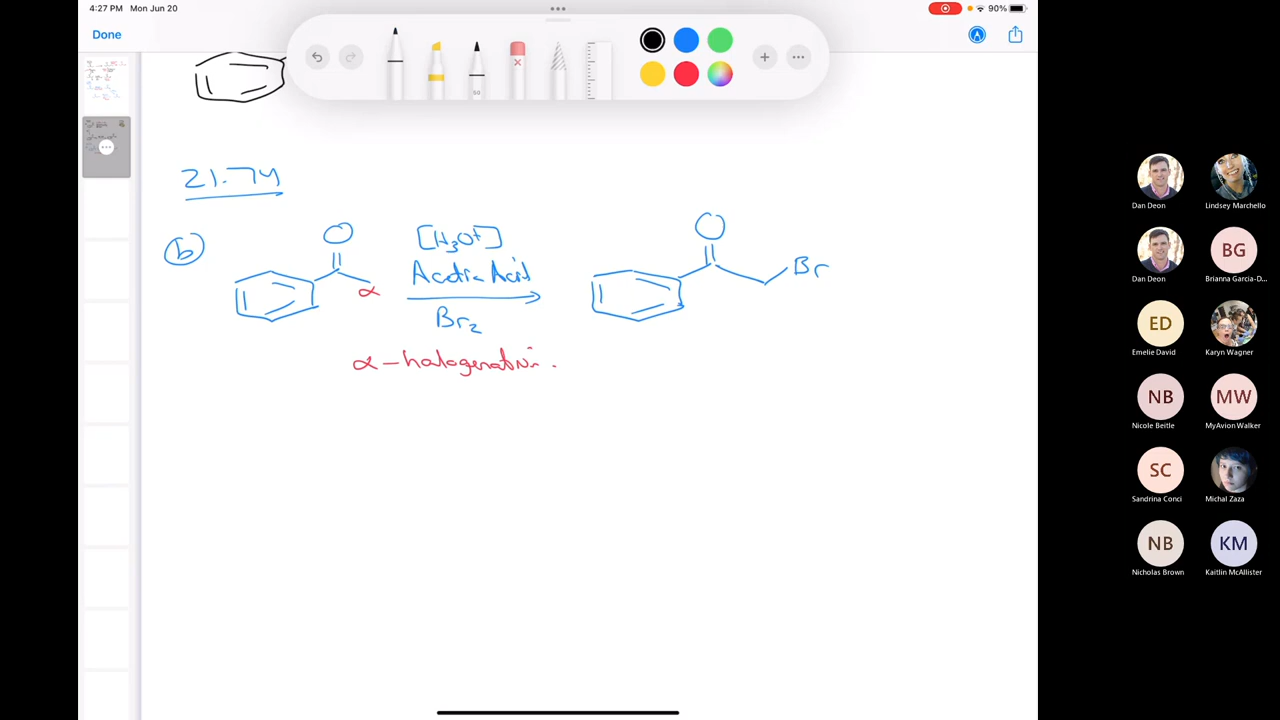 4:27 PM Mon Jun 20
90%
Done
21.74
b
O
[H3O+]
Acetic Acid
α
Br2
O
Br
α-halogenation.
Dan Deon
Lindsey Marchello
BG
Dan Deon
Brianna Garcia-D...
ED
Emelie David
Karyn Wagner
NB
MW
Nicole Beitle
MyAvion Walker
SC
Sandrina Conci
Michal Zaza
NB
KM
Nicholas Brown
Kaitlin McAllister